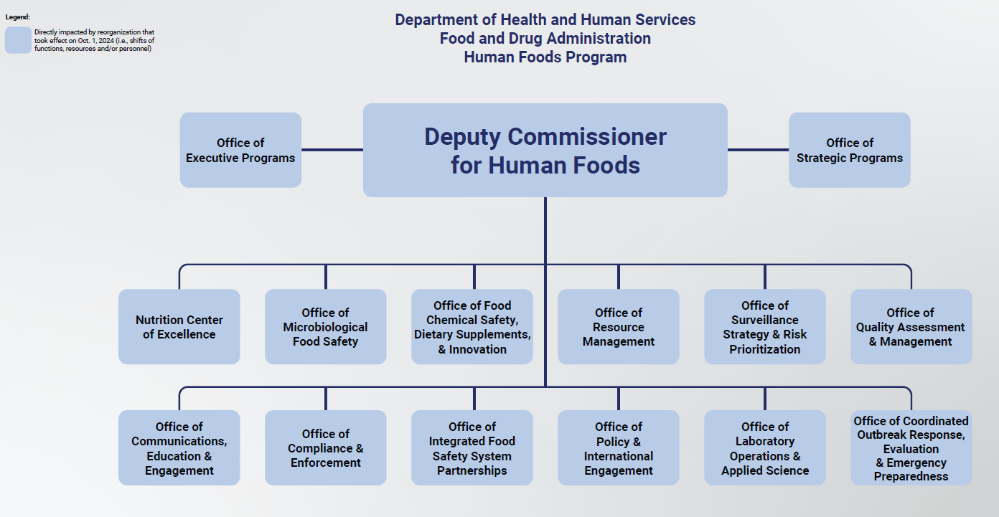 Legend:
Directly impacted by reorganization that
took effect on Oct. 1, 2024 (i.e., shifts of
functions, resources and/or personnel)
Department of Health and Human Services
Food and Drug Administration
Human Foods Program
Office of
Executive Programs
Deputy Commissioner
for Human Foods
Office of
Strategic Programs
Nutrition Center
of Excellence
Office of
Microbiological
Food Safety
Office of Food
Chemical Safety,
Dietary Supplements,
& Innovation
Office of
Resource
Management
Office of
Surveillance
Strategy & Risk
Prioritization
Office of
Quality Assessment
& Management
Office of
Communications,
Education &
Engagement
Office of
Compliance &
Enforcement
Office of
Integrated Food
Safety System
Partnerships
Office of
Policy &
International
Engagement
Office of
Laboratory
Operations &
Applied Science
Office of Coordinated
Outbreak Response,
Evaluation
& Emergency
Preparedness